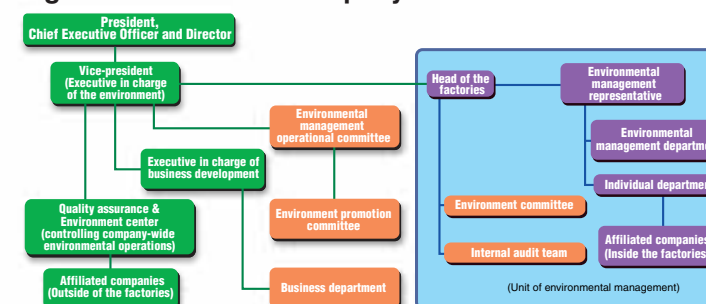 President,
Chief Executive Officer and Director
Vice-president
(Executive in charge
of the environment)
Head of the
factories
Environmental
management
representative
Environmental
management
operational committee
Environmental
management
Executive in charge of
business development
Individual
Quality assurance &
Environment center
(controlling company-wide
environmental operations)
Environment promotion
committee
Environment committee
Affiliated companies
(Inside of the factories
Internal audit team
Affiliated companies
(Outside of the factories)
Business department
(Unit of environmental management)